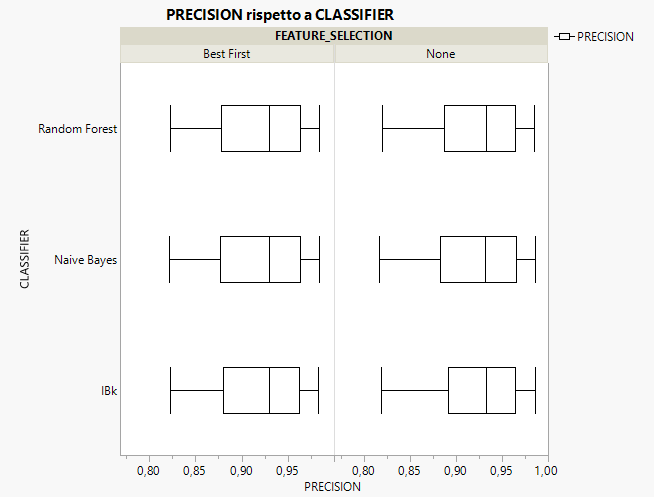 PRECISION rispetto a CLASSIFIER
FEATURE_SELECTION
Best First
None
PRECISION
Random Forest
Naive Bayes
IBk
CLASSIFIER
0,80 0,85 0,90 0,95
0,80 0,85 0,90 0,95 1,00
PRECISION